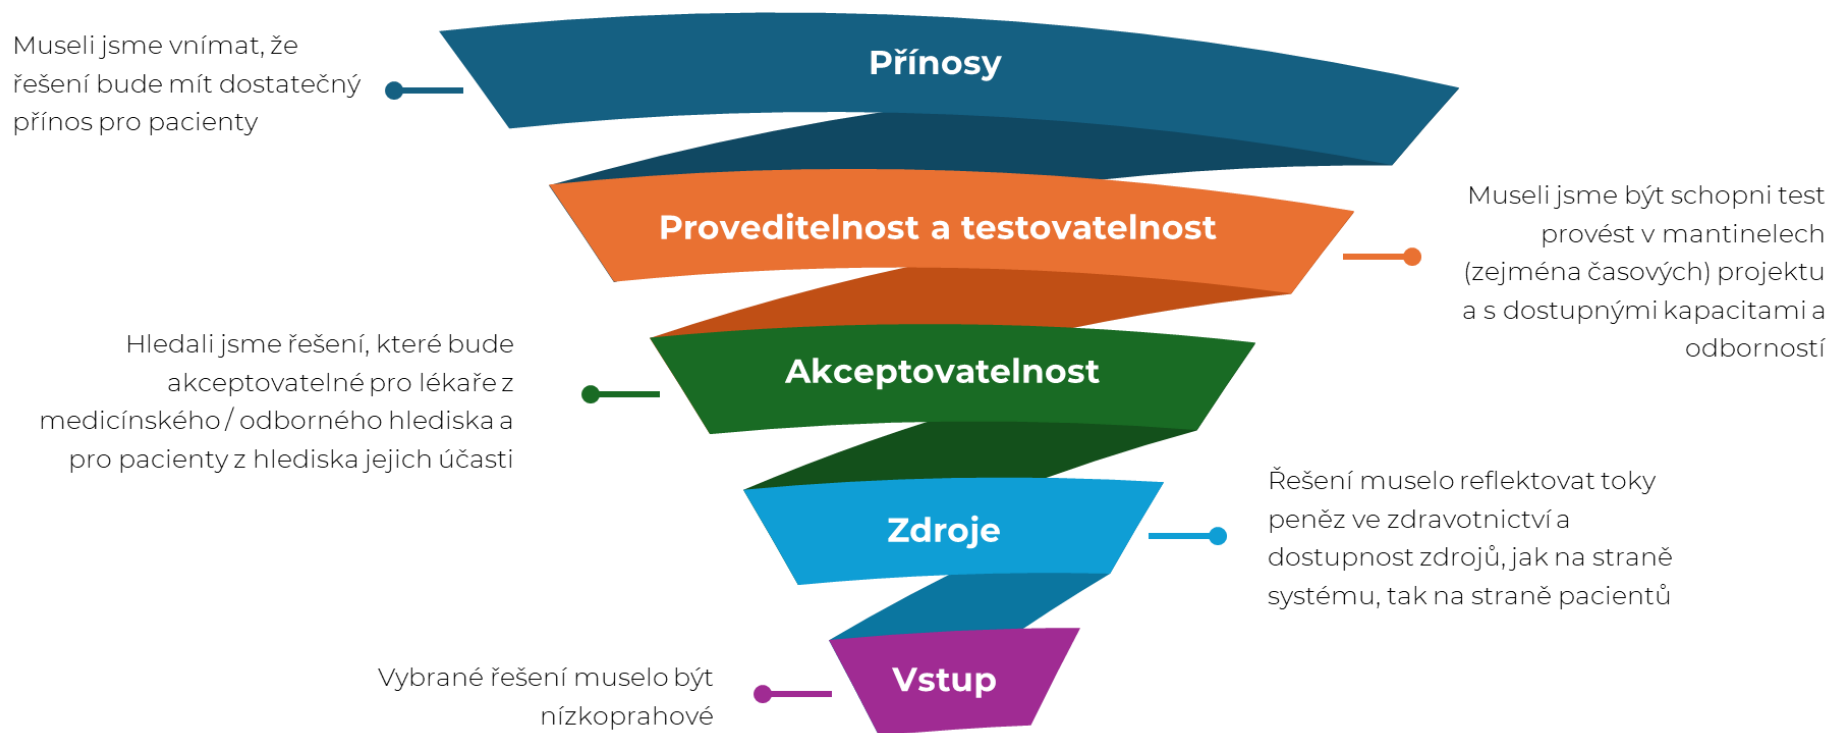 Přínosy
Museli jsme vnímat, že
řešení bude mít dostatečný
přínos pro pacienty
Proveditelnost a testovatelnost
Museli jsme být schopni test
provést v mantinelech
(zejména časových) projektu
a s dostupnými kapacitami a
odborností
Akceptovatelnost
Hledali jsme řešení, které bude
akceptovatelné pro lékaře z
medicínského / odborného hlediska a
pro pacienty z hlediska jejich účasti
Zdroje
Řešení muselo reflektovat toky
peněz ve zdravotnictví a
dostupnost zdrojů, jak na straně
systému, tak na straně pacientů
Vstup
Vybrané řešení muselo být
nízkoprahové